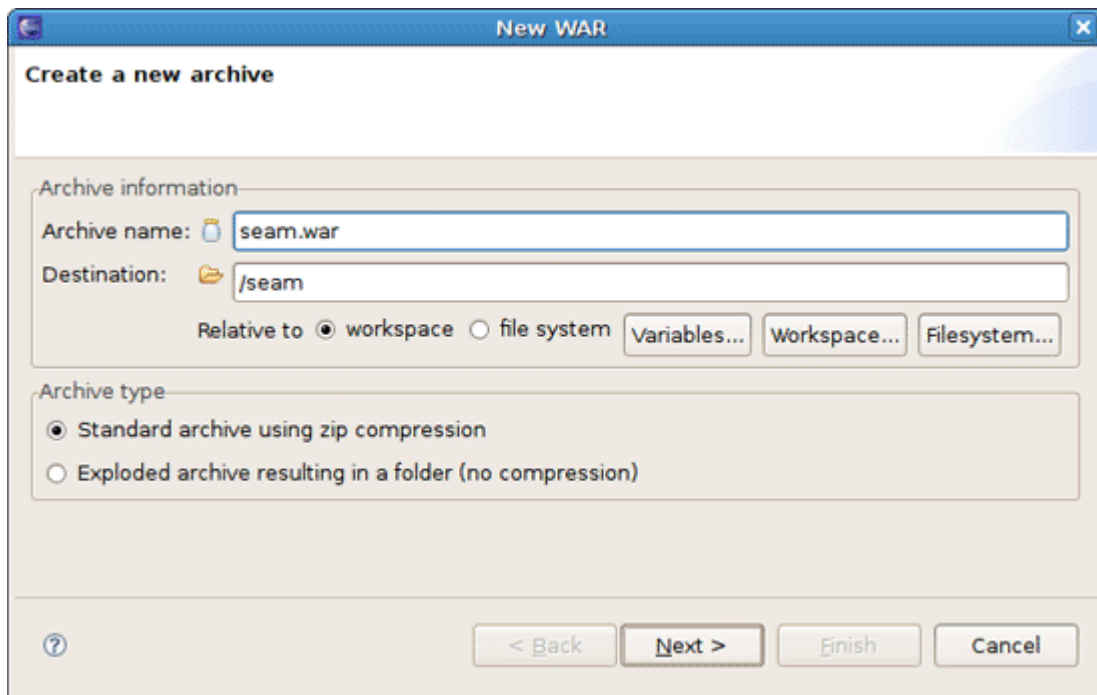 New WAR
Create a new archive
Archive information
Archive name: seam.war
Destination: /seam
Relative to workspace file system Variables... Workspace... Filesystem...
Archive type
Standard archive using zip compression
Exploded archive resulting in a folder (no compression)
< Back Next > Finish Cancel